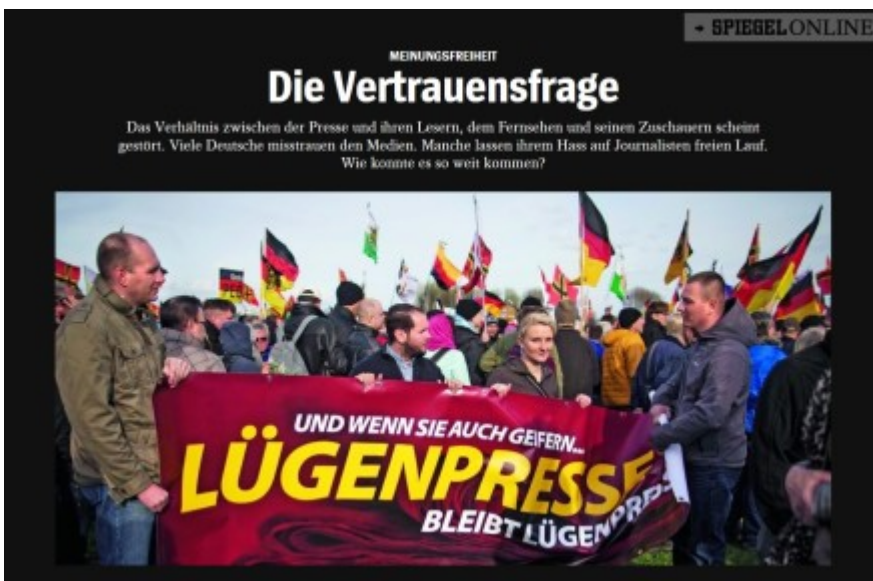 SPIEGEL ONLINE
MEINUNGSFREIHEIT
Die Vertrauensfrage
Das Verhältnis zwischen der Presse und ihren Lesern, dem Fernsehen und seinen Zuschauern scheint
gestört. Viele Deutsche misstrauen den Medien. Manche lassen ihrem Hass auf Journalisten freien Lauf.
Wie konnte es so weit kommen?
UND WENN SIE AUCH GEIFERN...
LÜGENPRESSE
BLEIBT LÜGENPRESSE